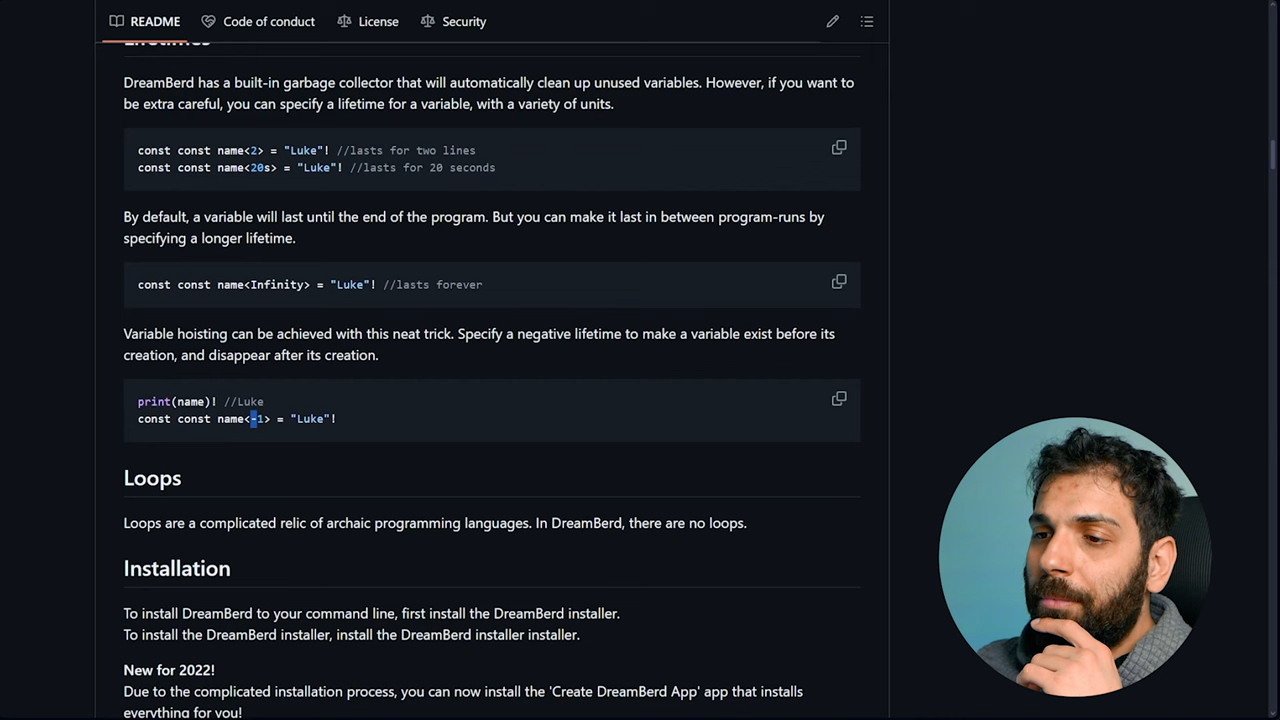 README Code of conduct License Security
Lifetimes
DreamBerd has a built-in garbage collector that will automatically clean up unused variables. However, if you want to
be extra careful, you can specify a lifetime for a variable, with a variety of units.
const const name<2> = "Luke"! //lasts for two lines
const const name<20s> = "Luke"! //lasts for 20 seconds
By default, a variable will last until the end of the program. But you can make it last in between program-runs by
specifying a longer lifetime.
const const name<Infinity> = "Luke"! //lasts forever
Variable hoisting can be achieved with this neat trick. Specify a negative lifetime to make a variable exist before its
creation, and disappear after its creation.
print(name)! //Luke
const const name<-1> = "Luke"!
Loops
Loops are a complicated relic of archaic programming languages. In DreamBerd, there are no loops.
Installation
To install DreamBerd to your command line, first install the DreamBerd installer.
To install the DreamBerd installer, install the DreamBerd installer installer.
New for 2022!
Due to the complicated installation process, you can now install the 'Create DreamBerd App' app that installs
everything for you!